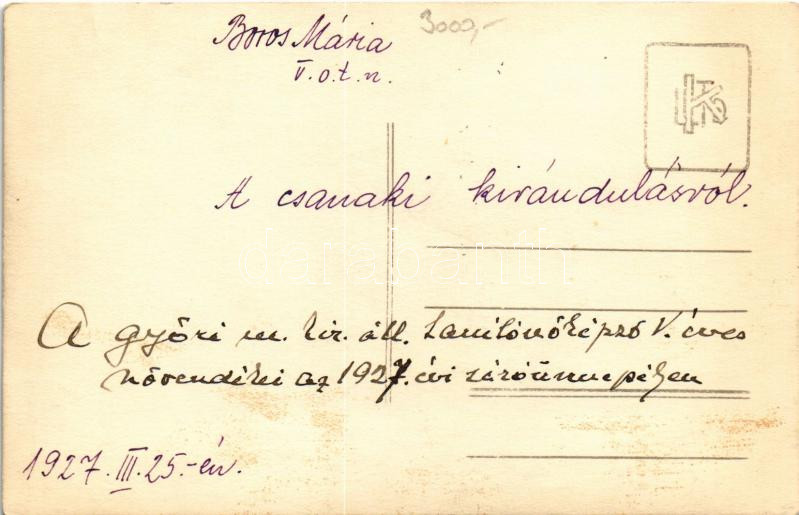 Boros Mária
V. o. t. n.
3000,-
A csanaki kirándulásról.
A győri m. kir. áll. tanítónőképző V. éves
növendékei az 1927. évi záróünnepélyen
1927. III. 25.-én.
darabanth